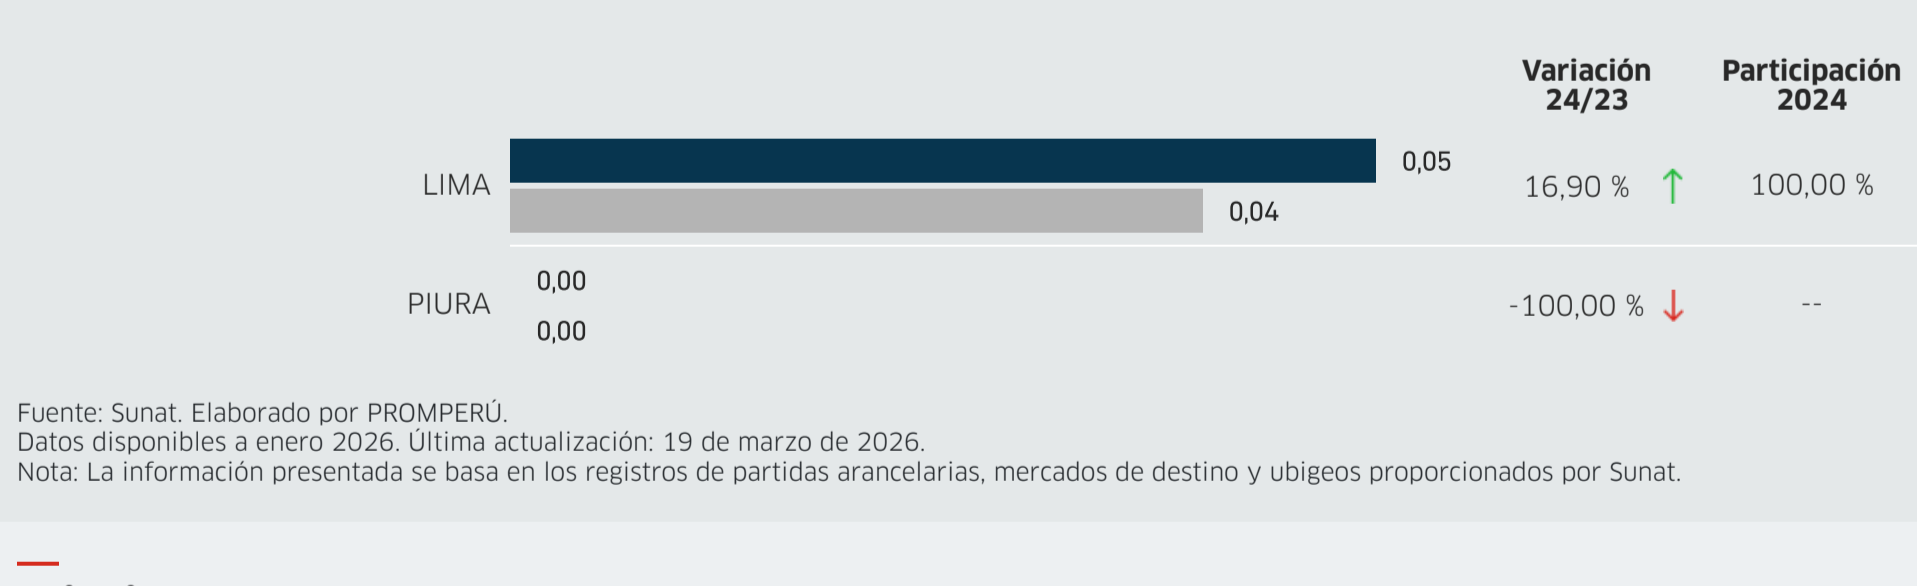 Variación Participación
24/23 2024
LIMA 0,05 16,90 % 100,00 %
0,04
PIURA 0,00 -100,00 % --
0,00
Fuente: Sunat. Elaborado por PROMPERÚ.
Datos disponibles a enero 2026. Última actualización: 19 de marzo de 2026.
Nota: La información presentada se basa en los registros de partidas arancelarias, mercados de destino y ubigeos proporcionados por Sunat.